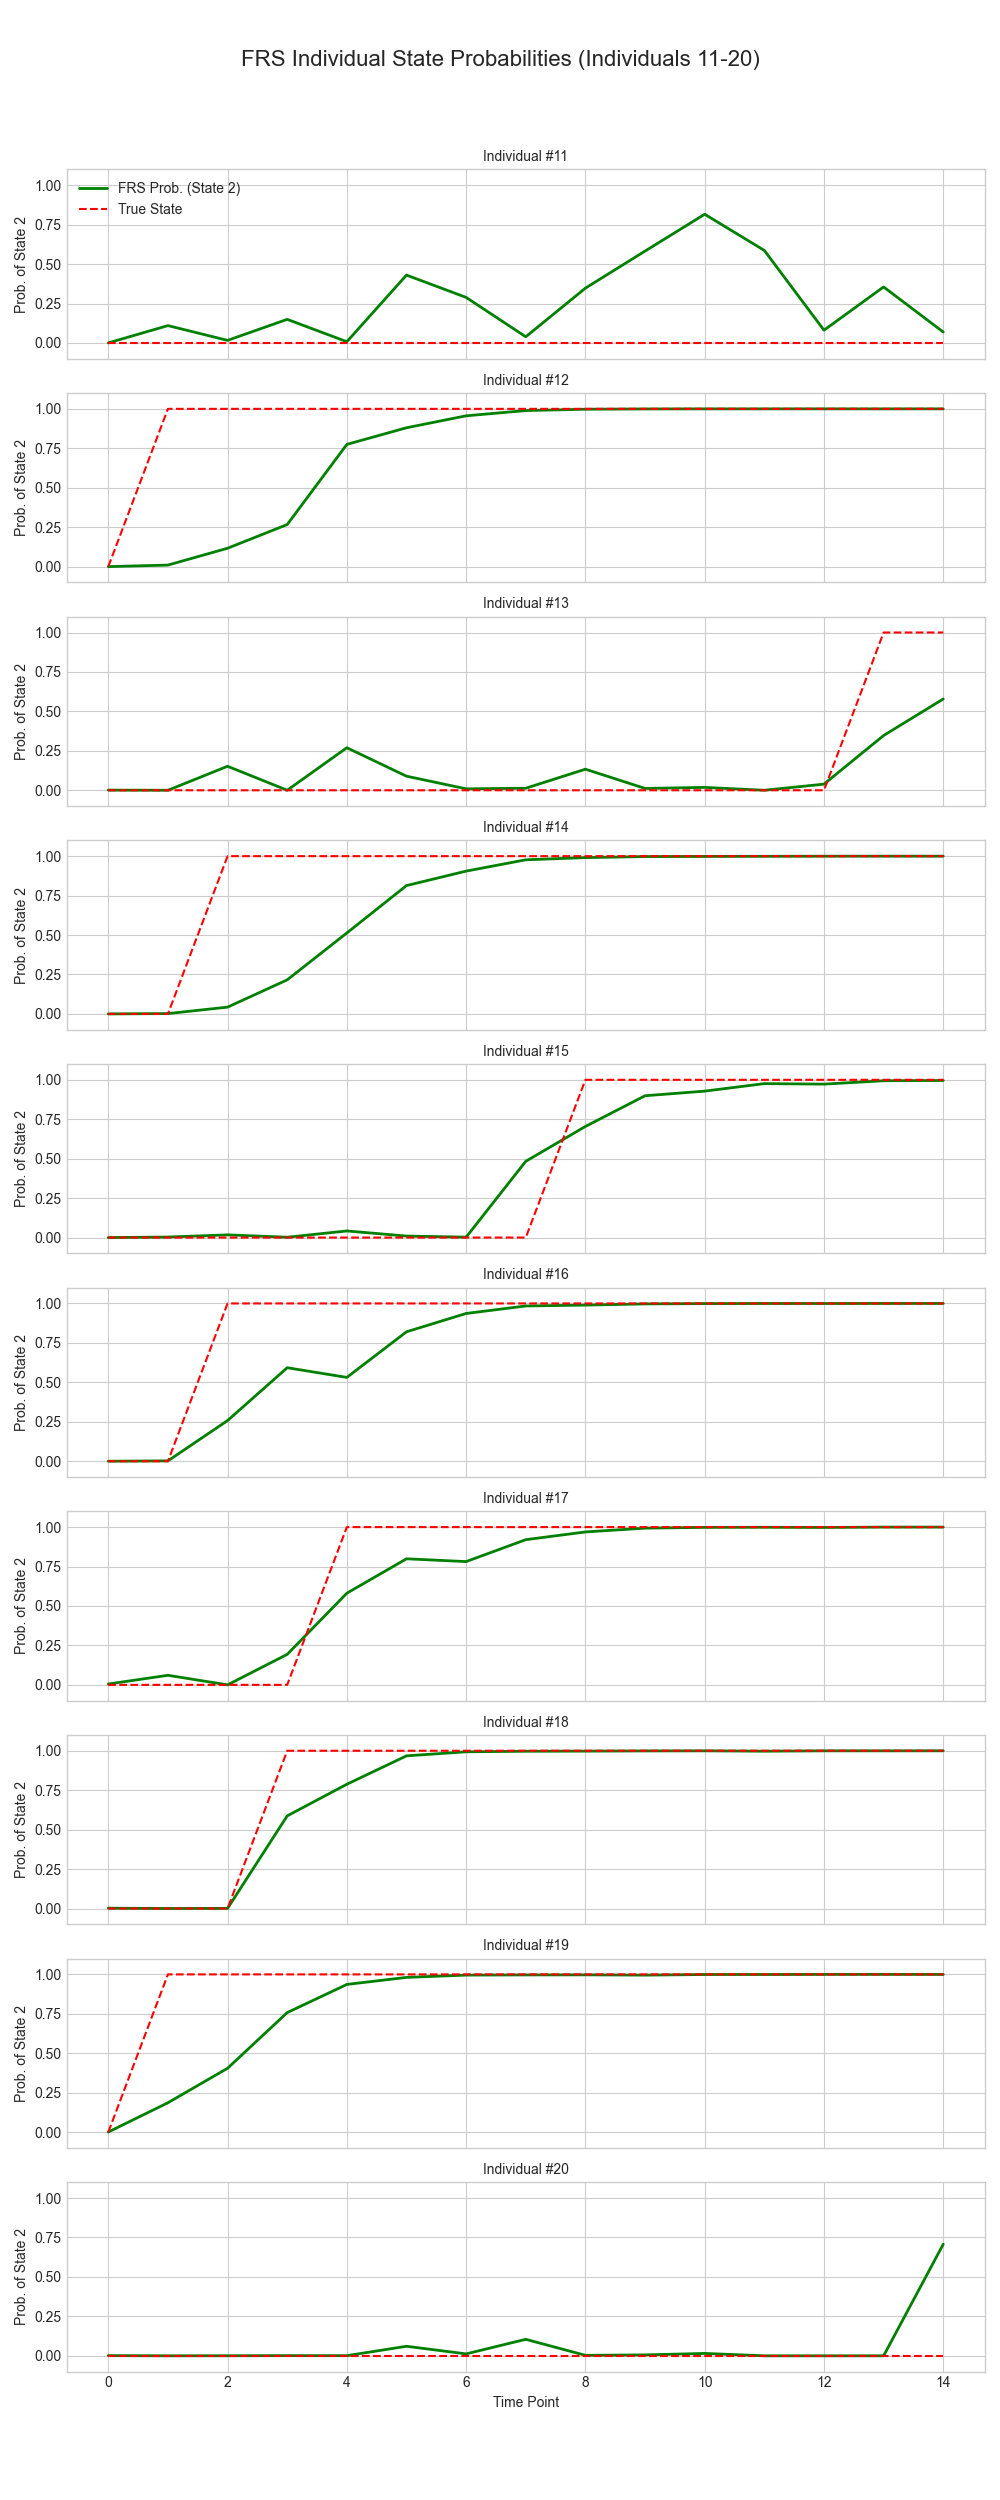 FRS Individual State Probabilities (Individuals 11-20)
Individual #11
1.00
0.75
0.50
0.25
0.00
Prob. of State 2
FRS Prob. (State 2)
True State
Individual #12
1.00
0.75
0.50
0.25
0.00
Prob. of State 2
Individual #13
1.00
0.75
0.50
0.25
0.00
Prob. of State 2
Individual #14
1.00
0.75
0.50
0.25
0.00
Prob. of State 2
Individual #15
1.00
0.75
0.50
0.25
0.00
Prob. of State 2
Individual #16
1.00
0.75
0.50
0.25
0.00
Prob. of State 2
Individual #17
1.00
0.75
0.50
0.25
0.00
Prob. of State 2
Individual #18
1.00
0.75
0.50
0.25
0.00
Prob. of State 2
Individual #19
1.00
0.75
0.50
0.25
0.00
Prob. of State 2
Individual #20
1.00
0.75
0.50
0.25
0.00
Prob. of State 2
0 2 4 6 8 10 12 14
Time Point